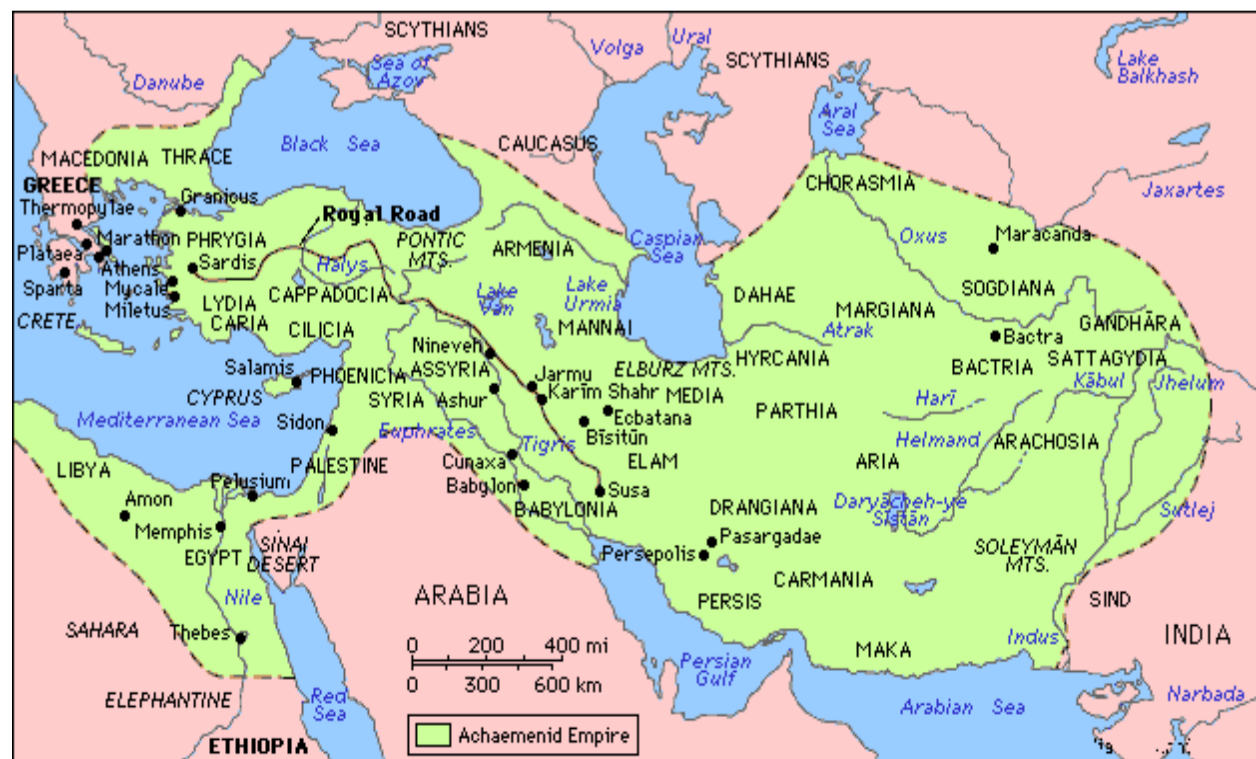 SCYTHIANS
Volga
Ural
SCYTHIANS
Lake
Balkhash
Danube
Sea of
Azov
Aral
Sea
Black Sea
CAUCASUS
MACEDONIA
THRACE
GREECE
Granious
CHORASMIA
Jaxartes
Thermopylae
Royal Road
Marathon
PHRYGIA
PONTIC
MTS.
ARMENIA
Caspian
Sea
Oxus
Maracanda
Plataea
Athens
Sardis
Halys
Sparta
Mycale
Miletus
LYDIA
CARIA
CAPPADOCIA
Lake
Van
Lake
Urmia
DAHAE
SOGDIANA
MARGIANA
CRETE
CILICIA
MANNAI
Atrak
GANDHĀRA
Nineveh
HYRCANIA
Bactra
BACTRIA
SATTAGYDIA
Salamis
PHOENICIA
ASSYRIA
ELBURZ MTS.
Jarmu
Kābul
Jhelum
CYPRUS
SYRIA
Ashur
Karīm Shahr
MEDIA
Ecbatana
PARTHIA
Harī
Mediterranean Sea
Sidon
Euphrates
Bīsitūn
Tigris
Helmand
ARACHOSIA
LIBYA
PALESTINE
Cunaxa
ELAM
ARIA
Pelusium
Babylon
Susa
Amon
BABYLONIA
DRANGIANA
Daryācheh-ye
Sīstān
Sutlej
Memphis
EGYPT
SINAI
DESERT
Pasargadae
Persepolis
SOLEYMĀN
MTS.
CARMANIA
Nile
ARABIA
PERSIS
SIND
SAHARA
Thebes
0 200 400 mi
0 300 600 km
MAKA
Indus
INDIA
Persian
Gulf
ELEPHANTINE
Red
Sea
Arabian Sea
Narbada
ETHIOPIA
Achaemenid Empire